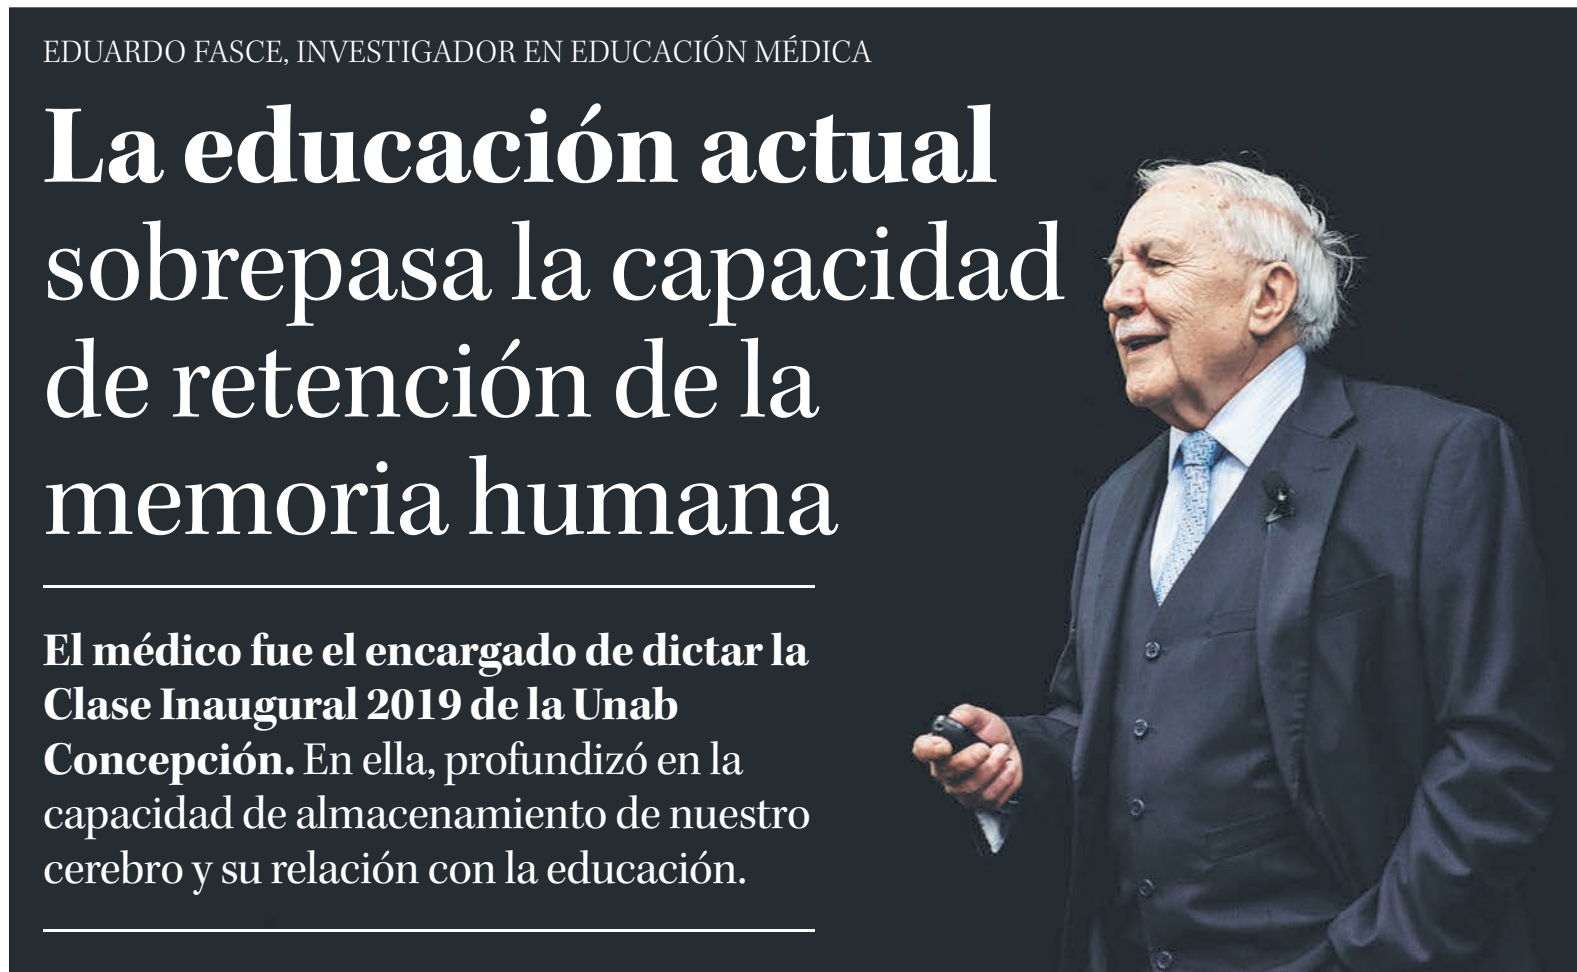 EDUARDO FASCE, INVESTIGADOR EN EDUCACIÓN MÉDICA
La educación actual
sobrepasa la capacidad
de retención de la
memoria humana
El médico fue el encargado de dictar la
Clase Inaugural 2019 de la Unab
Concepción. En ella, profundizó en la
capacidad de almacenamiento de nuestro
cerebro y su relación con la educación.